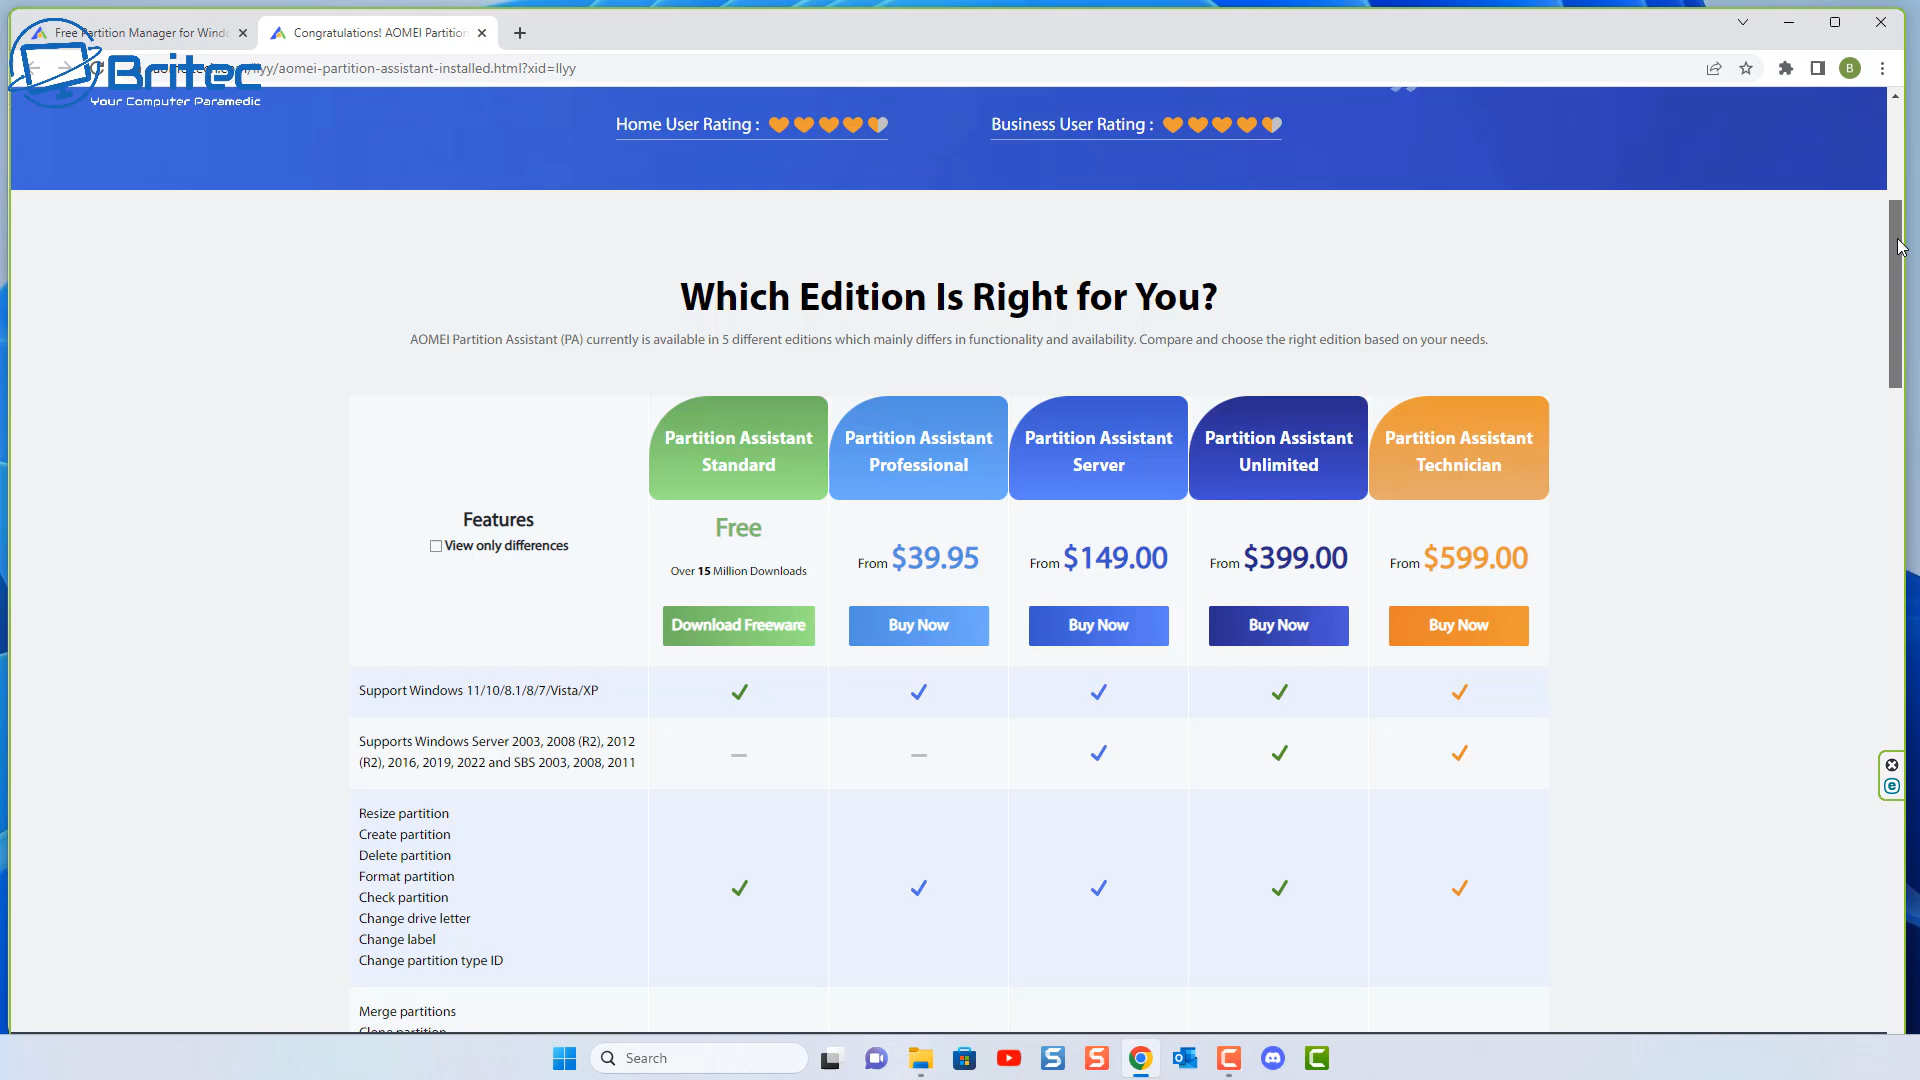 Free Partition Manager for Windo
Congratulations! AOMEI Partition
Britec
Your Computer Paramedic
/llyy/aomei-partition-assistant-installed.html?xid=llyy
B
Home User Rating :
Business User Rating :
Which Edition Is Right for You?
AOMEI Partition Assistant (PA) currently is available in 5 different editions which mainly differs in functionality and availability. Compare and choose the right edition based on your needs.
Features
View only differences
Partition Assistant
Standard
Free
Over 15 Million Downloads
Download Freeware
Partition Assistant
Professional
From $39.95
Buy Now
Partition Assistant
Server
From $149.00
Buy Now
Partition Assistant
Unlimited
From $399.00
Buy Now
Partition Assistant
Technician
From $599.00
Buy Now
Support Windows 11/10/8.1/8/7/Vista/XP
Supports Windows Server 2003, 2008 (R2), 2012
(R2), 2016, 2019, 2022 and SBS 2003, 2008, 2011
Resize partition
Create partition
Delete partition
Format partition
Check partition
Change drive letter
Change label
Change partition type ID
Merge partitions
Clone partition
Search